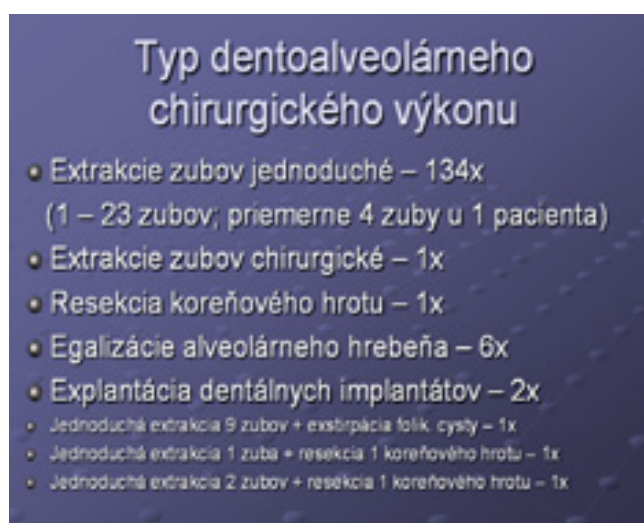 Typ dentoalveolárneho
chirurgického výkonu
Extrakcie zubov jednoduché – 134x
(1 – 23 zubov; priemerne 4 zuby u 1 pacienta)
Extrakcie zubov chirurgické – 1x
Resekcia koreňového hrotu – 1x
Egalizácie alveolárneho hrebeňa – 6x
Explantácia dentálnych implantátov – 2x
Jednoduchá extrakcia 9 zubov + exstirpácia folik. cysty – 1x
Jednoduchá extrakcia 1 zuba + resekcia 1 koreňového hrotu – 1x
Jednoduchá extrakcia 2 zubov + resekcia 1 koreňového hrotu – 1x